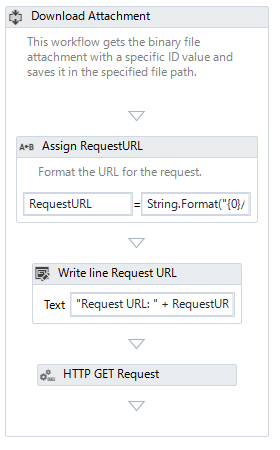 Download Attachment
This workflow gets the binary file
attachment with a specific ID value and
saves it in the specified file path.
A+B Assign RequestURL
Format the URL for the request.
RequestURL = String.Format("{0}/
Write line Request URL
Text "Request URL: " + RequestUR
HTTP GET Request